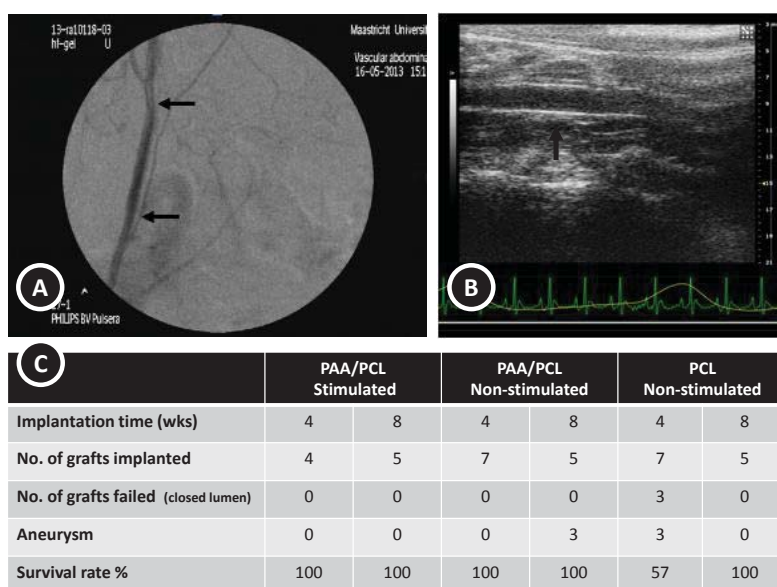 13-ra10118-03
hl-gel U
Maastricht Universit
Vascular abdomina
16-05-2013 151
A
-1
PHILIPS BV Pulsera
B
C
PAA/PCL Stimulated
PAA/PCL Non-stimulated
PCL Non-stimulated
Implantation time (wks) 4 8 4 8 4 8
No. of grafts implanted 4 5 7 5 7 5
No. of grafts failed (closed lumen) 0 0 0 0 3 0
Aneurysm 0 0 0 3 3 0
Survival rate % 100 100 100 100 57 100